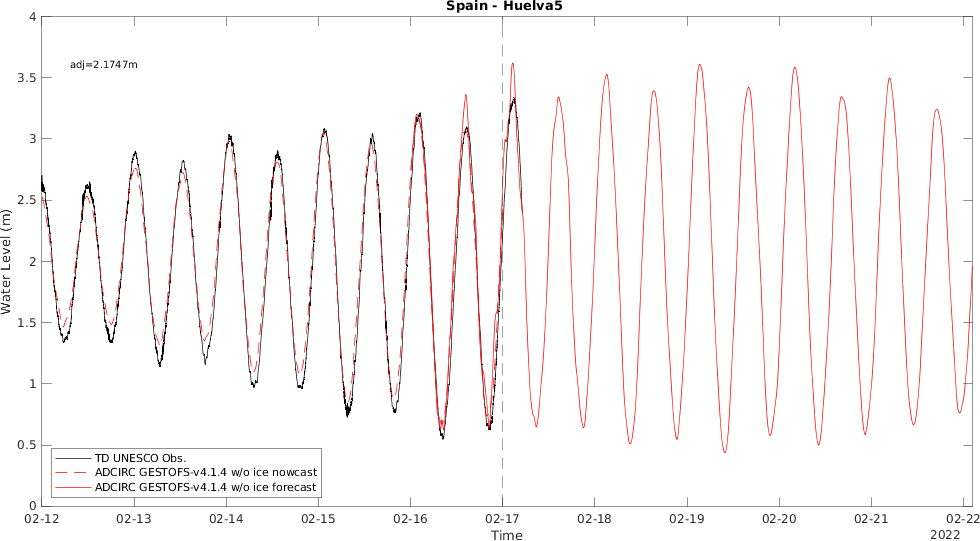 Spain - Huelva5
adj=2.1747m
Water Level (m)
4
3.5
3
2.5
2
1.5
1
0.5
0
TD UNESCO Obs.
ADCIRC GESTOFS-v4.1.4 w/o ice nowcast
ADCIRC GESTOFS-v4.1.4 w/o ice forecast
02-12 02-13 02-14 02-15 02-16 02-17 02-18 02-19 02-20 02-21 02-22
Time
2022